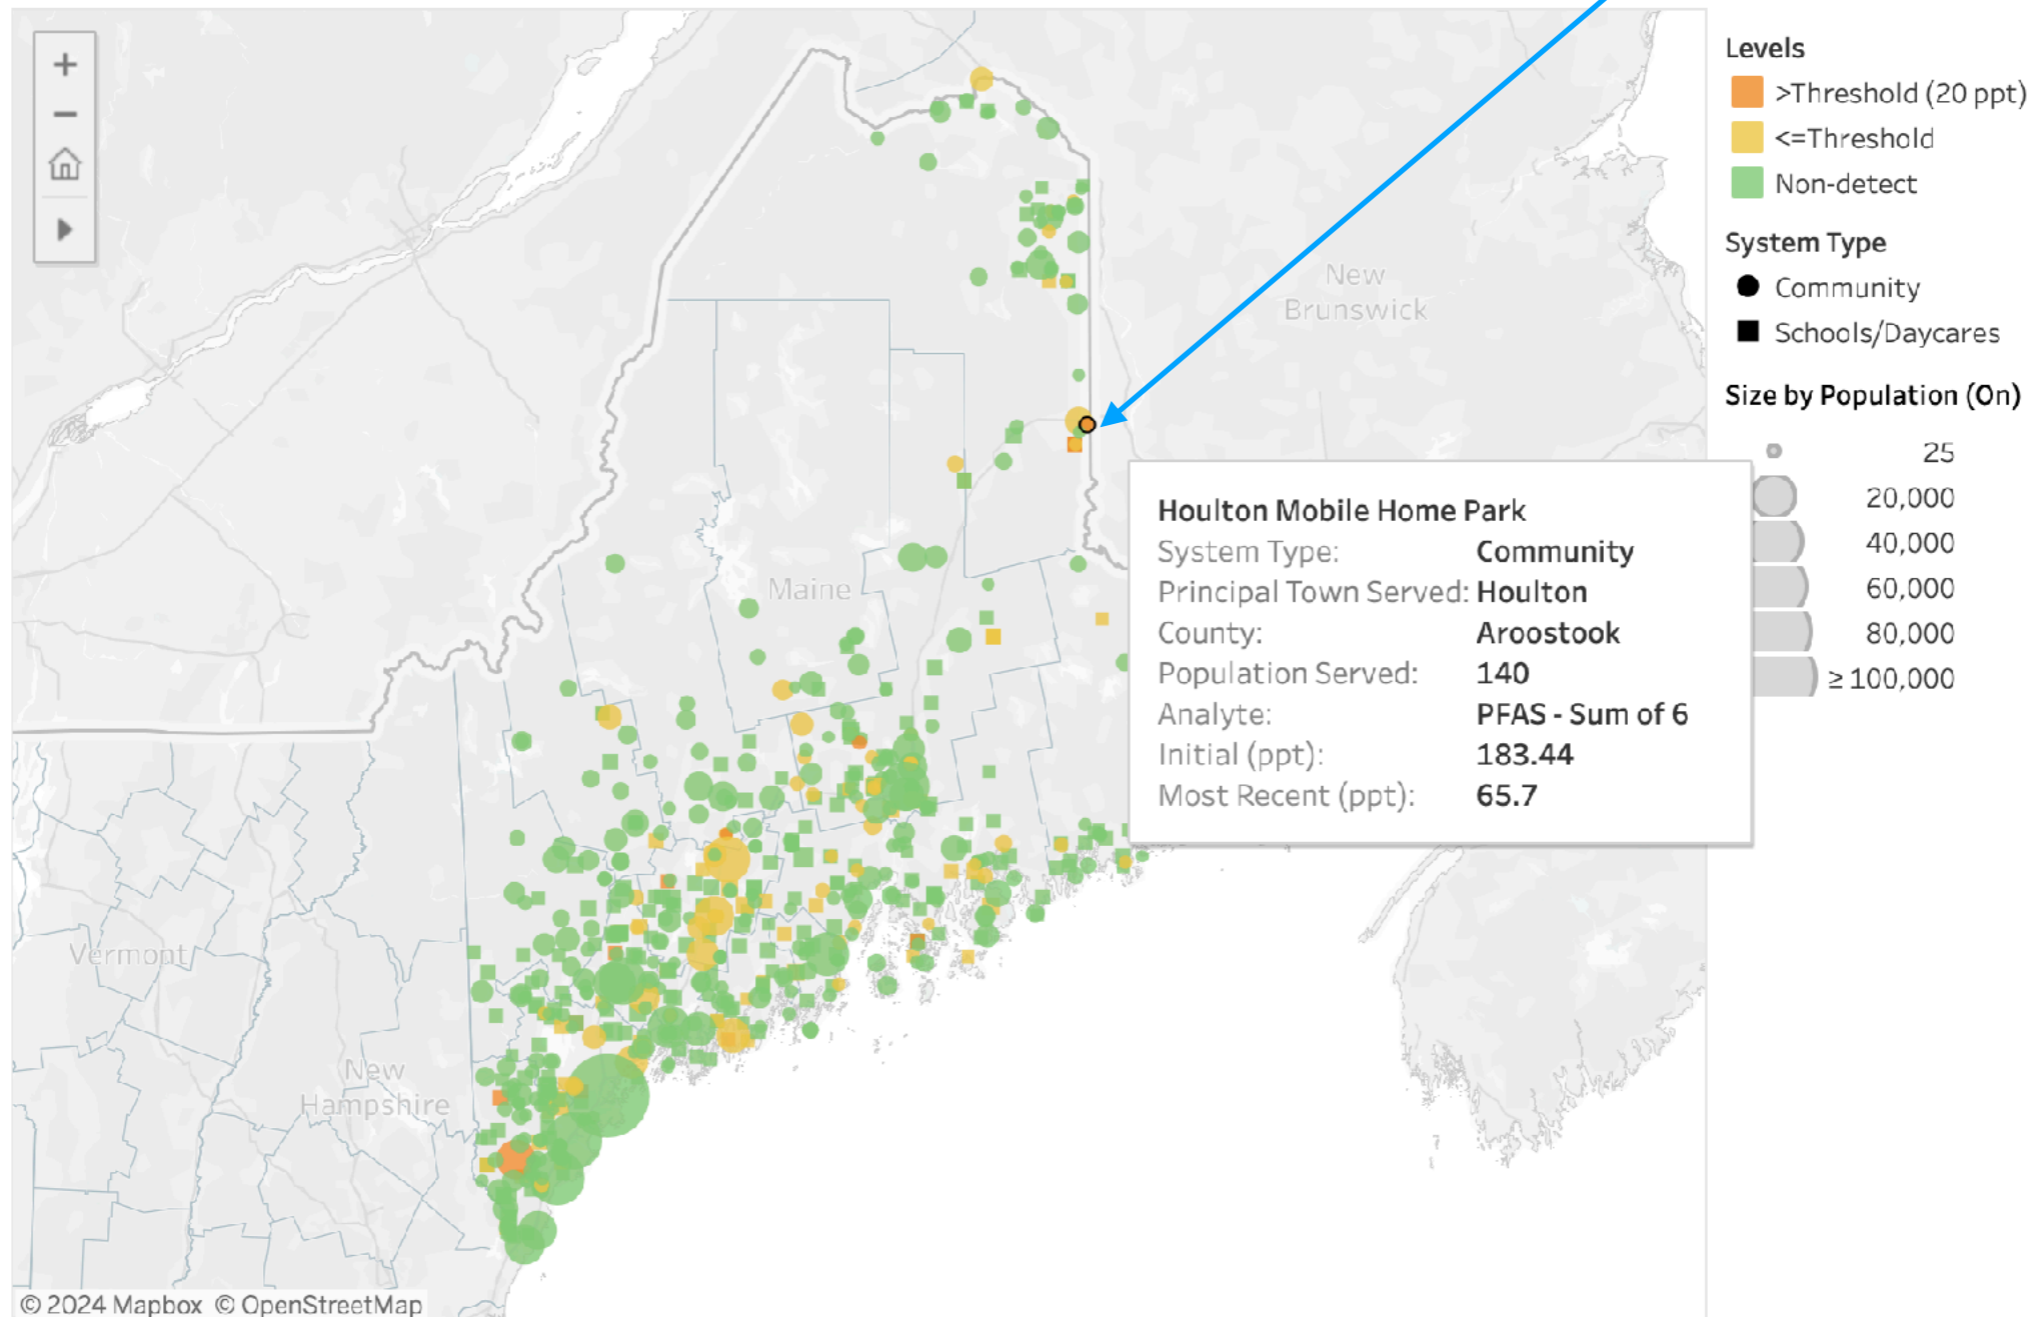 +
−
New
Brunswick
Maine
Vermont
New
Hampshire
Houlton Mobile Home Park
System Type: Community
Principal Town Served: Houlton
County: Aroostook
Population Served: 140
Analyte: PFAS - Sum of 6
Initial (ppt): 183.44
Most Recent (ppt): 65.7
© 2024 Mapbox © OpenStreetMap
Levels
>Threshold (20 ppt)
<=Threshold
Non-detect
System Type
Community
Schools/Daycares
Size by Population (On)
25
20,000
40,000
60,000
80,000
≥ 100,000